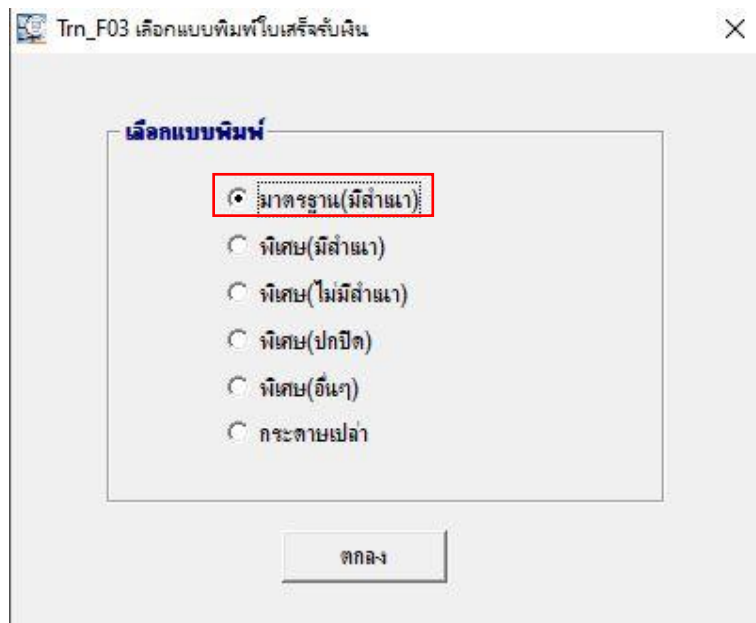 Trn_F03 เลือกแบบพิมพ์ใบเสร็จรับเงิน
เลือกแบบพิมพ์
มาตรฐาน(มีสำเนา)
พิเศษ(มีสำเนา)
พิเศษ(ไม่มีสำเนา)
พิเศษ(ปกปิด)
พิเศษ(อื่นๆ)
กระดาษเปล่า
ตกลง